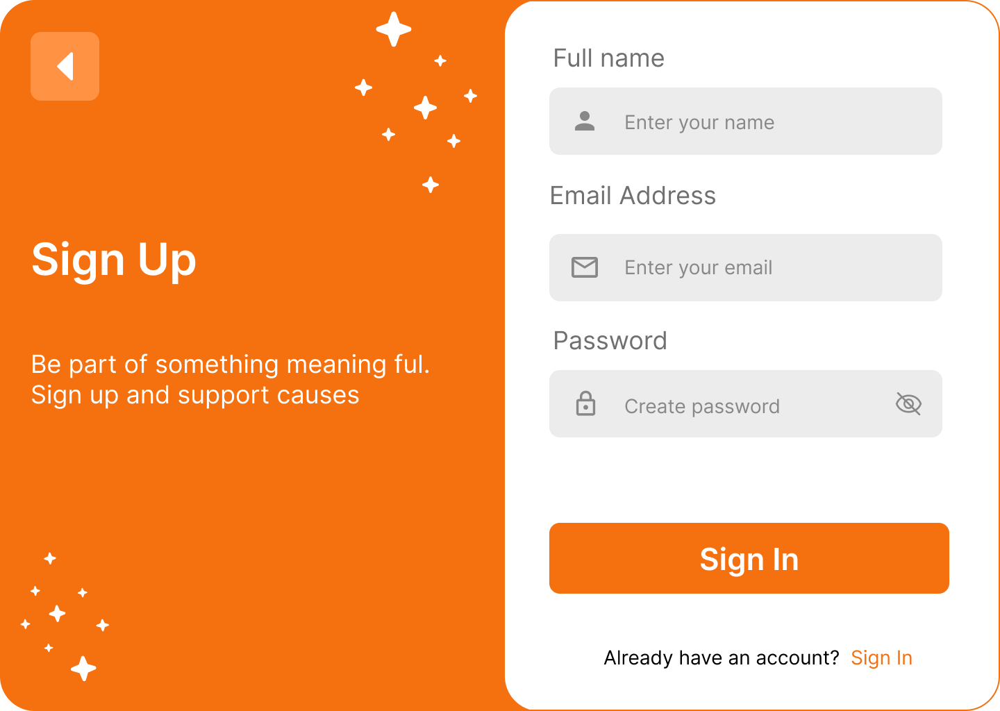 Sign Up
Be part of something meaning ful.
Sign up and support causes
Full name
Enter your name
Email Address
Enter your email
Password
Create password
Sign In
Already have an account? Sign In